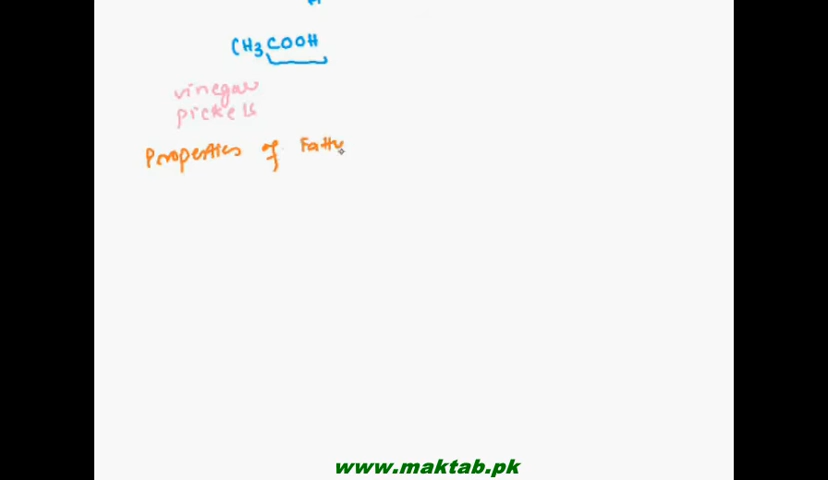 CH3COOH
vinegar
pickels
Properties of Fatty
www.maktab.pk